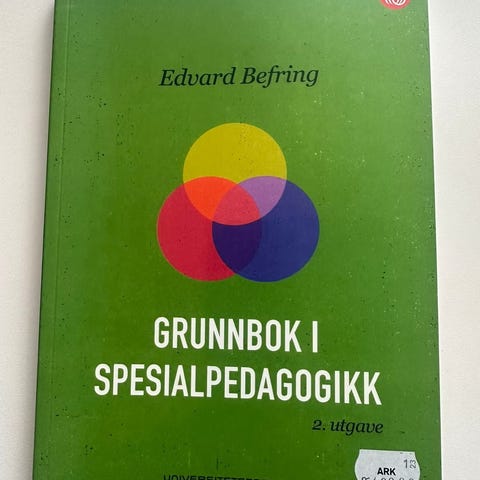 Edvard Befring
GRUNNBOK I
SPESIALPEDAGOGIKK
2. utgave
ARK